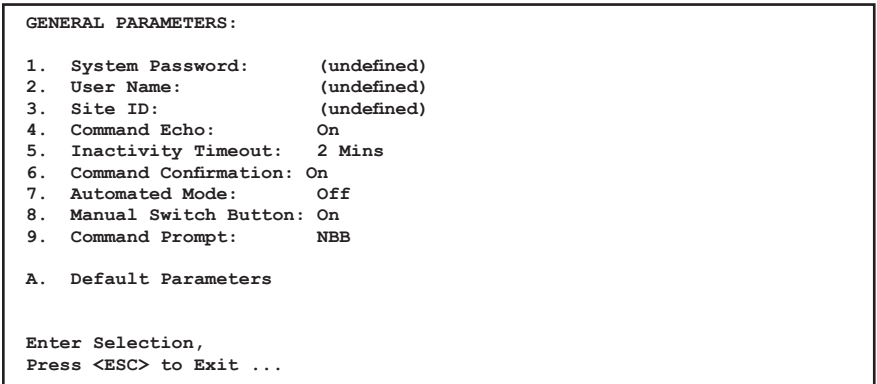 GENERAL PARAMETERS:
1. System Password: (undefined)
2. User Name: (undefined)
3. Site ID: (undefined)
4. Command Echo: On
5. Inactivity Timeout: 2 Mins
6. Command Confirmation: On
7. Automated Mode: Off
8. Manual Switch Button: On
9. Command Prompt: NBB
A. Default Parameters
Enter Selection,
Press <ESC> to Exit ...